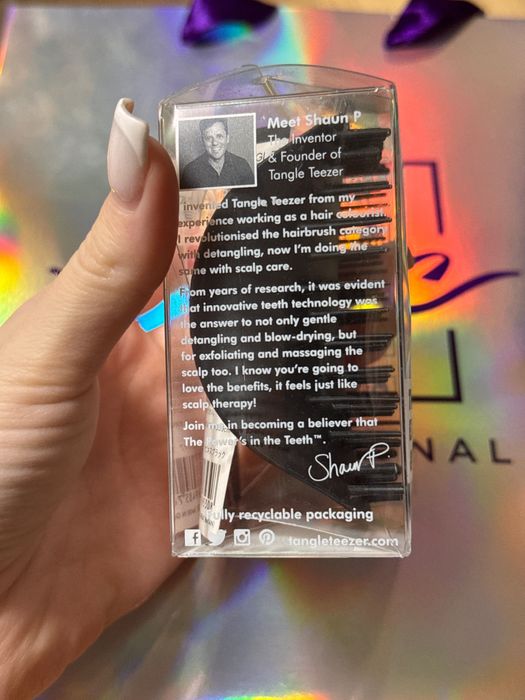 'Meet Shaun P
The Inventor
& Founder of
Tangle Teezer
I invented Tangle Teezer from my
experience working as a hair colourist.
I revolutionised the hairbrush category
with detangling, now I'm doing the
same with scalp care.
From years of research, it was evident
that innovative teeth technology was
the answer to not only gentle
detangling and blow-drying, but
for exfoliating and massaging the
scalp too. I know you're going to
love the benefits, it feels just like
scalp therapy!
Join me in becoming a believer that
The Power's in the Teeth™.
Shaun P.
Fully recyclable packaging
tangleteezer.com
NAL